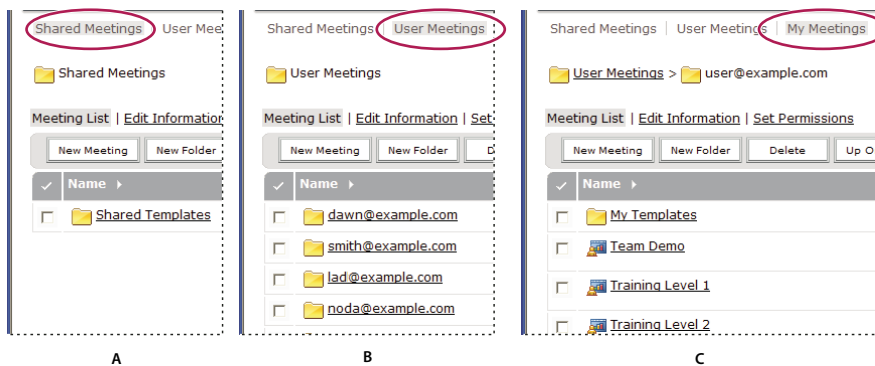 Shared Meetings User Mee
Shared Meetings
Meeting List | Edit Information
New Meeting New Folder
Name
Shared Templates
A
Shared Meetings | User Meetings
User Meetings
Meeting List | Edit Information | Set
New Meeting New Folder D
Name
dawn@example.com
smith@example.com
lad@example.com
noda@example.com
B
Shared Meetings | User Meetings | My Meetings
User Meetings > user@example.com
Meeting List | Edit Information | Set Permissions
New Meeting New Folder Delete Up O
Name
My Templates
Team Demo
Training Level 1
Training Level 2
C